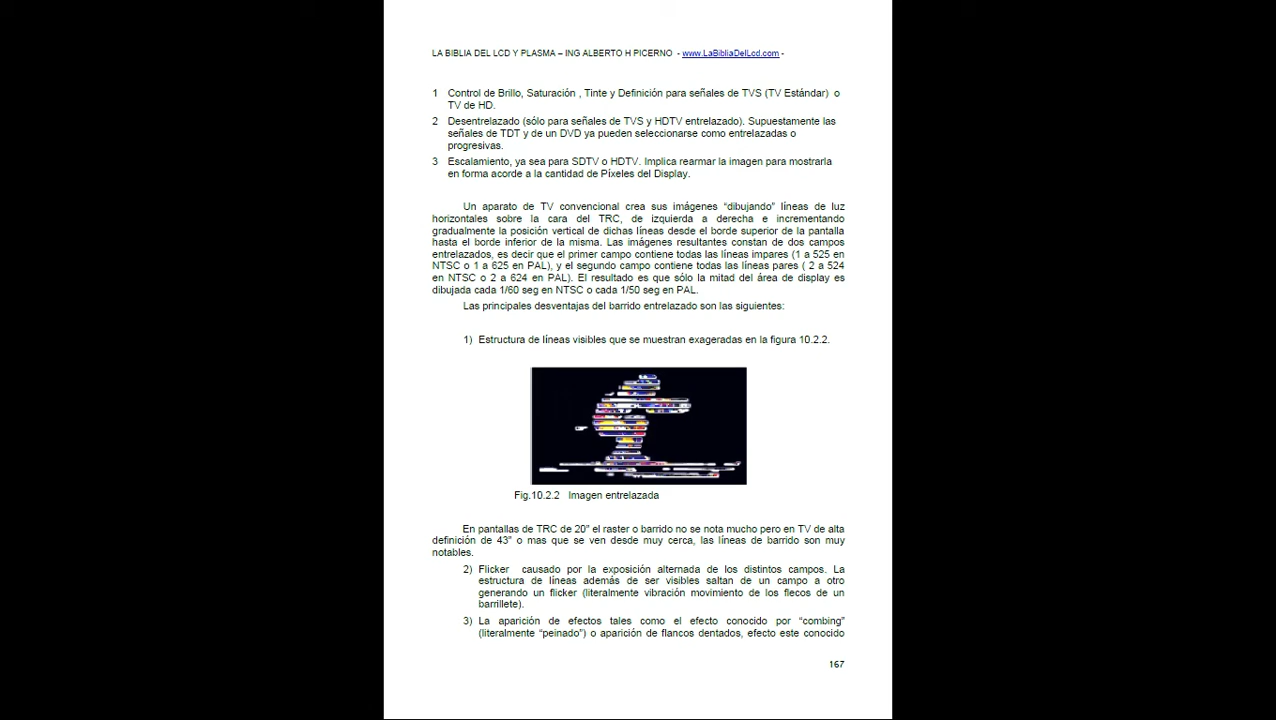 LA BIBLIA DEL LCD Y PLASMA – ING ALBERTO H PICERNO - www.LaBibliaDelLcd.com -
1 Control de Brillo, Saturación , Tinte y Definición para señales de TVS (TV Estándar) o
TV de HD.
2 Desentrelazado (sólo para señales de TVS y HDTV entrelazado). Supuestamente las
señales de TDT y de un DVD ya pueden seleccionarse como entrelazadas o
progresivas.
3 Escalamiento, ya sea para SDTV o HDTV. Implica rearmar la imagen para mostrarla
en forma acorde a la cantidad de Píxeles del Display.
Un aparato de TV convencional crea sus imágenes “dibujando” líneas de luz
horizontales sobre la cara del TRC, de izquierda a derecha e incrementando
gradualmente la posición vertical de dichas líneas desde el borde superior de la pantalla
hasta el borde inferior de la misma. Las imágenes resultantes constan de dos campos
entrelazados, es decir que el primer campo contiene todas las líneas impares (1 a 525 en
NTSC o 1 a 625 en PAL), y el segundo campo contiene todas las líneas pares ( 2 a 524
en NTSC o 2 a 624 en PAL). El resultado es que sólo la mitad del área de display es
dibujada cada 1/60 seg en NTSC o cada 1/50 seg en PAL.
Las principales desventajas del barrido entrelazado son las siguientes:
1) Estructura de líneas visibles que se muestran exageradas en la figura 10.2.2.
Fig.10.2.2 Imagen entrelazada
En pantallas de TRC de 20” el raster o barrido no se nota mucho pero en TV de alta
definición de 43” o mas que se ven desde muy cerca, las líneas de barrido son muy
notables.
2) Flicker causado por la exposición alternada de los distintos campos. La
estructura de líneas además de ser visibles saltan de un campo a otro
generando un flicker (literalmente vibración movimiento de los flecos de un
barrillete).
3) La aparición de efectos tales como el efecto conocido por “combing”
(literalmente “peinado”) o aparición de flancos dentados, efecto este conocido
167